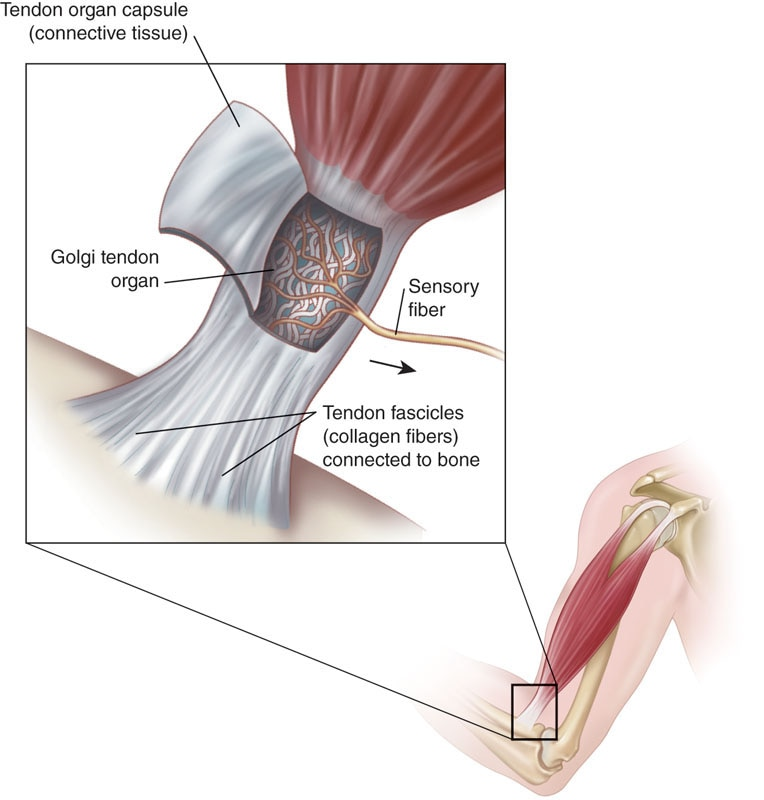 Tendon organ capsule
(connective tissue)
Golgi tendon
organ
Sensory
fiber
Tendon fascicles
(collagen fibers)
connected to bone